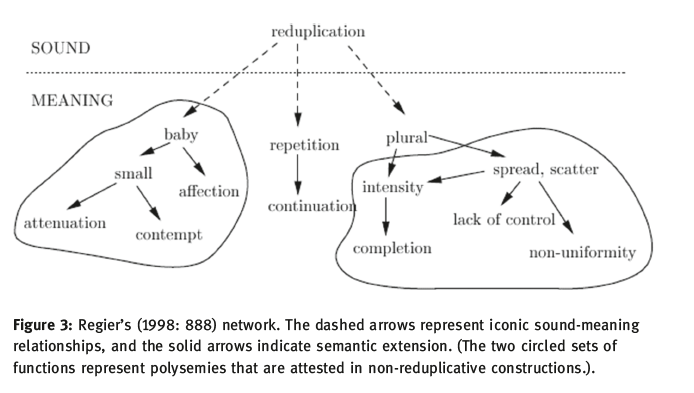 reduplication
SOUND
MEANING
baby
plural
repetition
small
spread, scatter
affection
intensity
continuation
attenuation
lack of control
contempt
completion
non-uniformity
Figure 3: Regier's (1998: 888) network. The dashed arrows represent iconic sound-meaning
relationships, and the solid arrows indicate semantic extension. (The two circled sets of
functions represent polysemies that are attested in non-reduplicative constructions.).